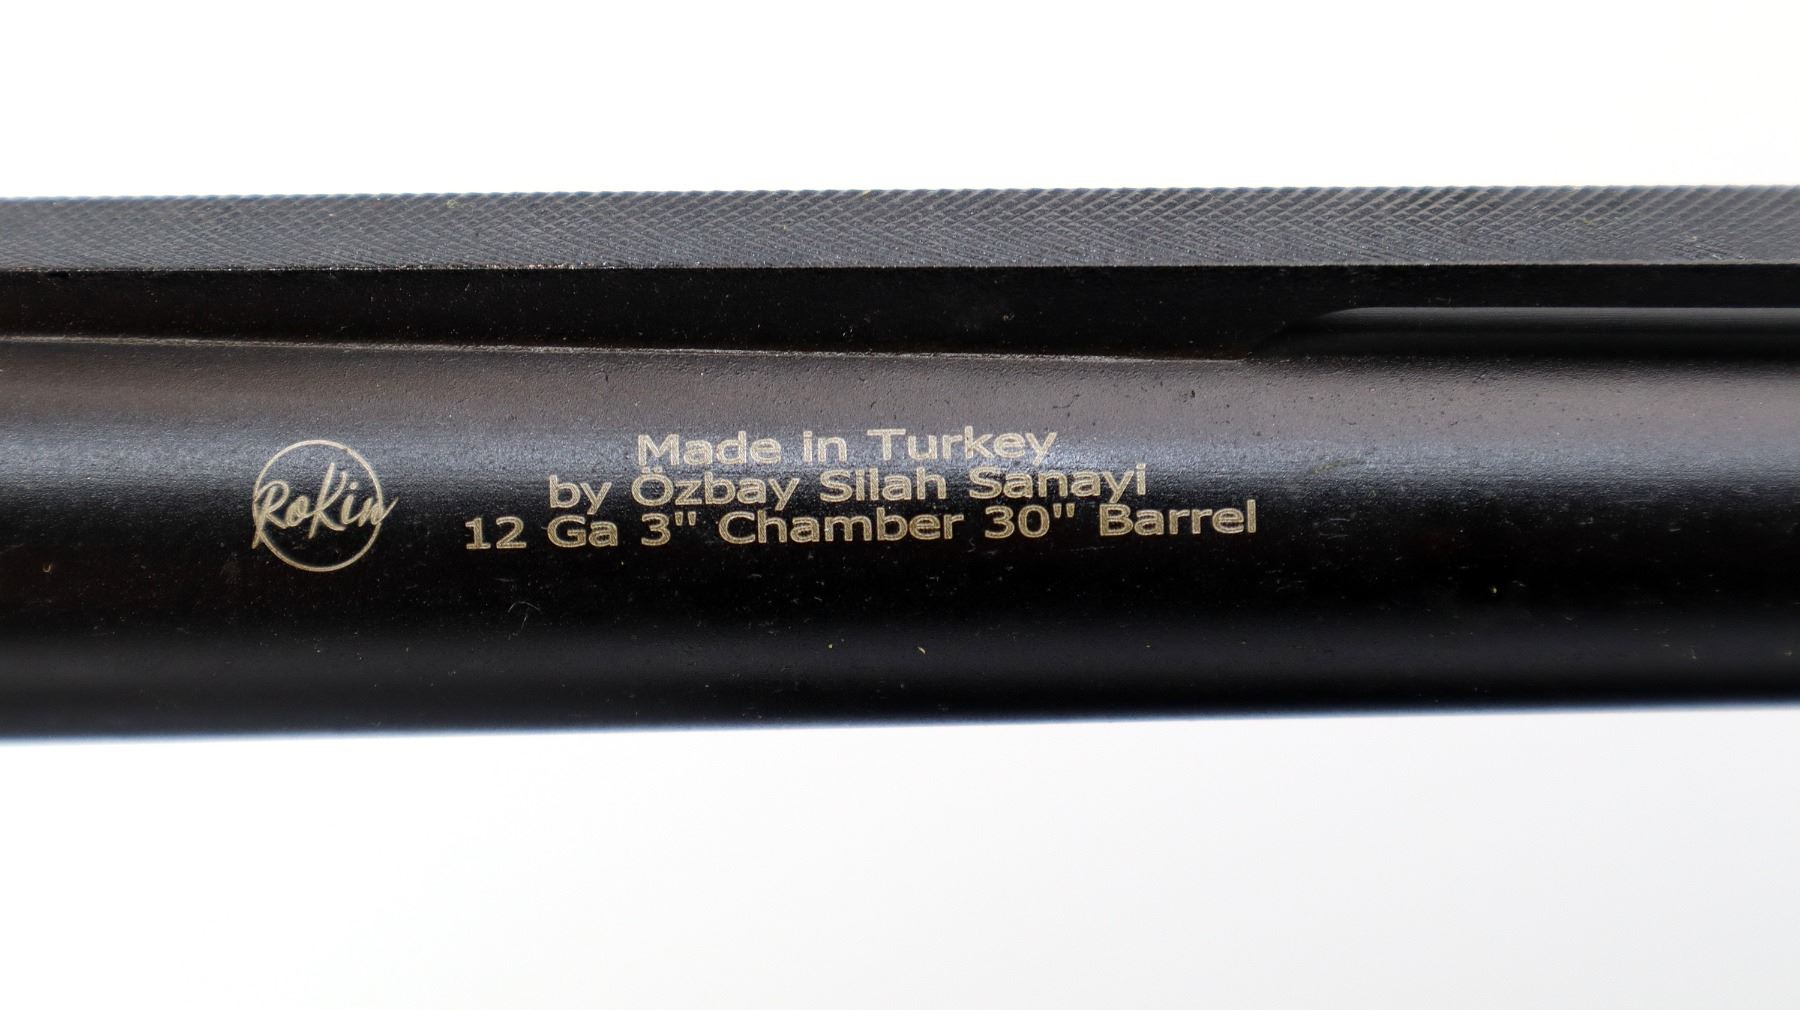 RoKin
Made in Turkey
by Özbay Silah Sanayi
12 Ga 3" Chamber 30" Barrel